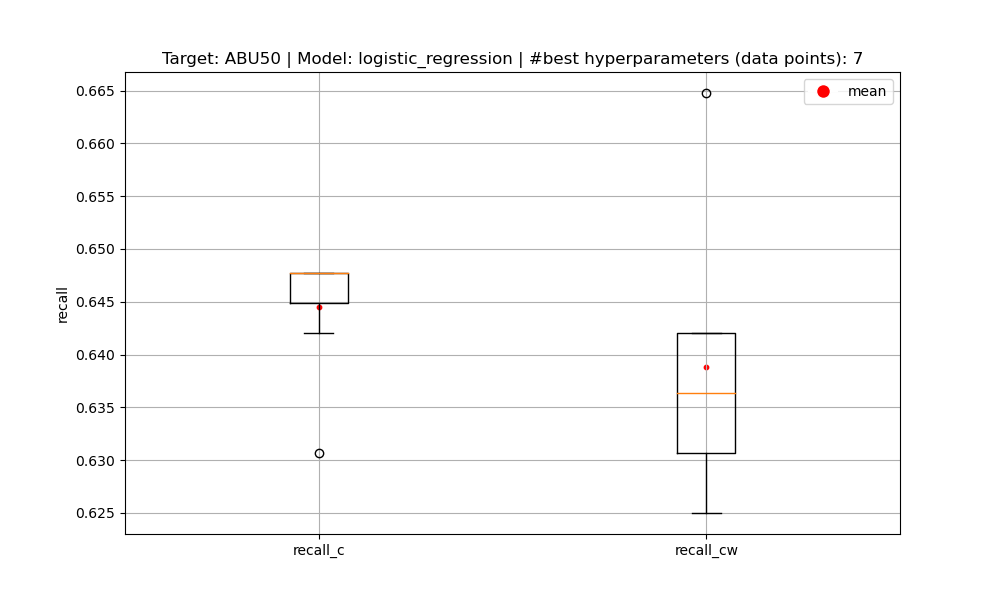 Target: ABU50 | Model: logistic_regression | #best hyperparameters (data points): 7
mean
0.665
0.660
0.655
0.650
0.645
0.640
0.635
0.630
0.625
recall
recall_c
recall_cw